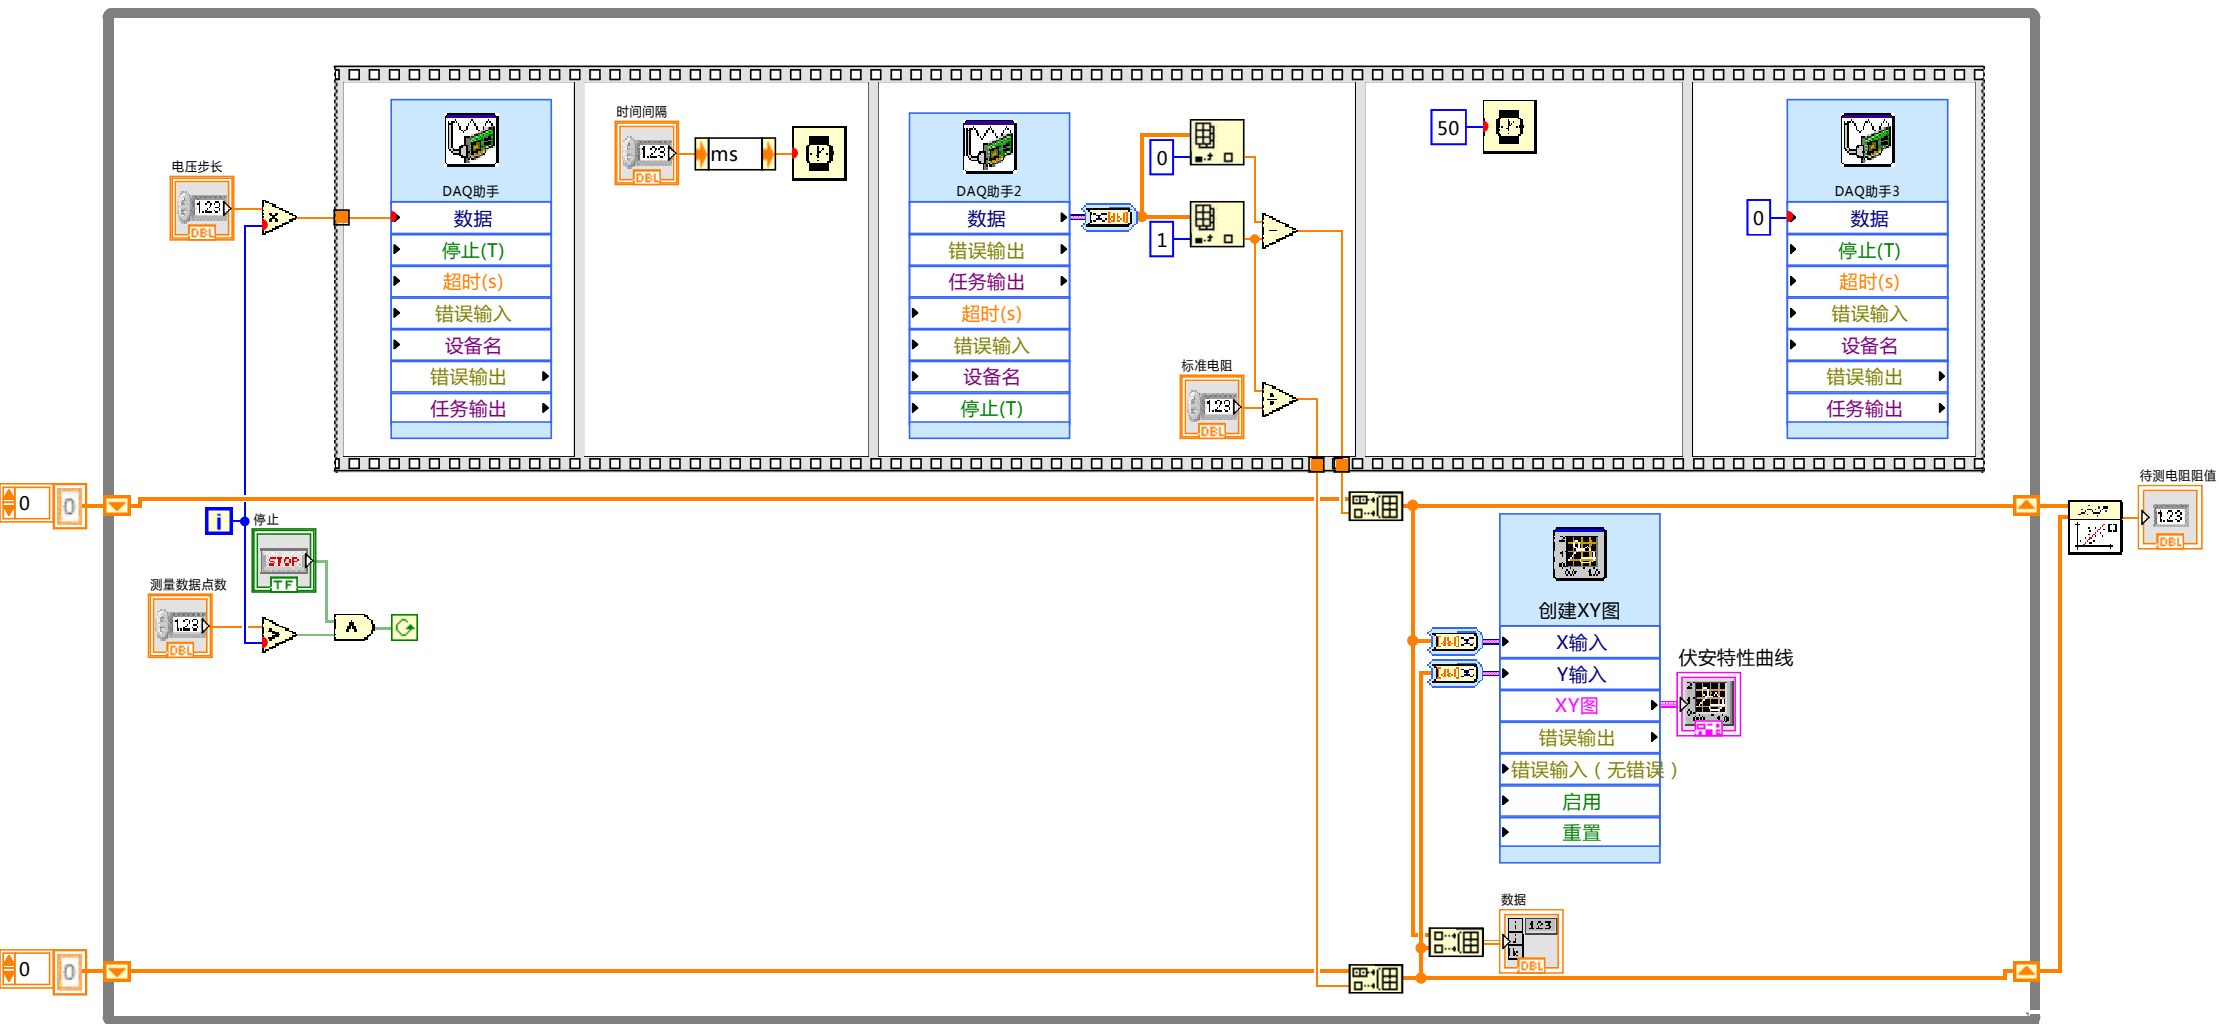 电压步长
1.23
DBL
×
DAQ助手
数据
停止(T)
超时(s)
错误输入
设备名
错误输出
任务输出
时间间隔
1.23
DBL
ms
DAQ助手2
数据
错误输出
任务输出
超时(s)
错误输入
设备名
停止(T)
0
1
−
标准电阻
1.23
DBL
÷
50
DAQ助手3
0
数据
停止(T)
超时(s)
错误输入
设备名
错误输出
任务输出
0
0
i
停止
STOP
TF
测量数据点数
1.23
DBL
>
∧
待测电阻阻值
1.23
DBL
创建XY图
X输入
Y输入
XY图
错误输出
错误输入（无错误）
启用
重置
伏安特性曲线
数据
1.23
DBL
0
0